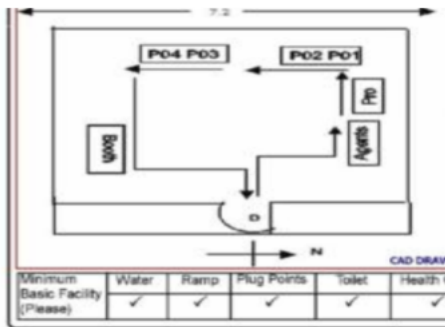 7.2
P04 P03
P02 P01
Pro
Booth
Agents
D
N
CAD DRAW
Minimum Basic Facility (Please)
Water
Ramp
Plug Points
Toilet
Health
✓ ✓ ✓ ✓ ✓